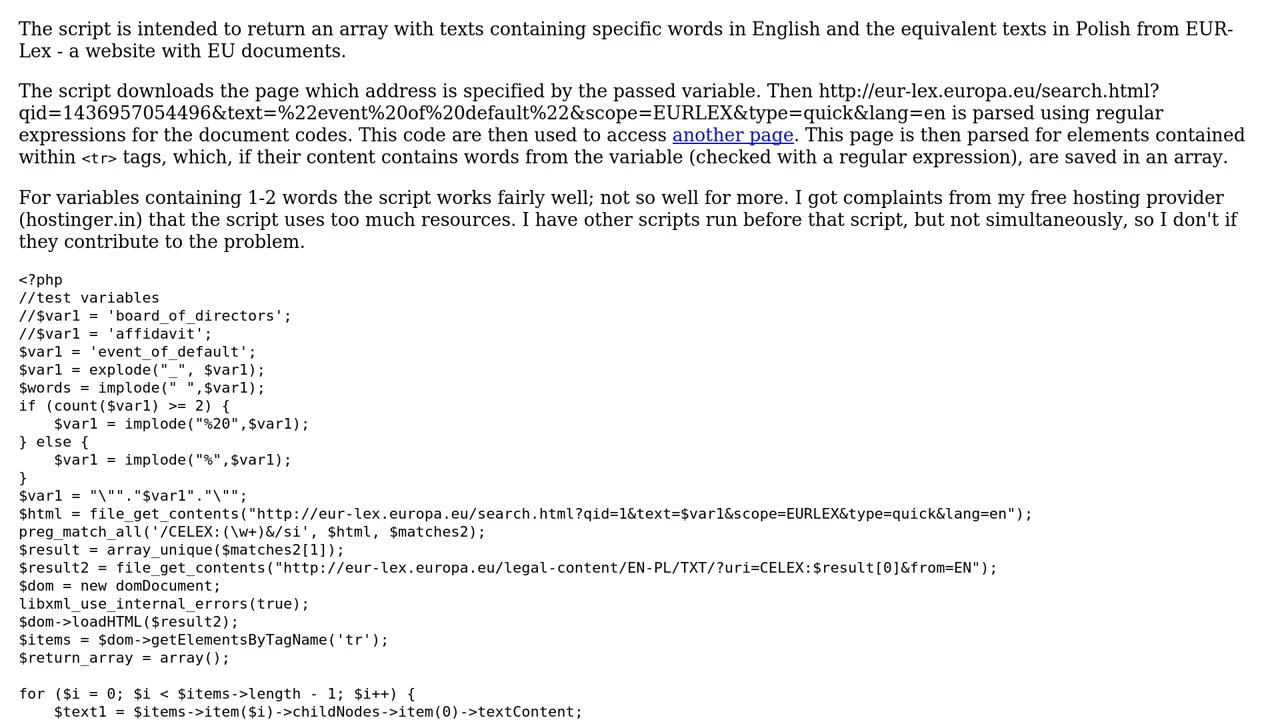 The script is intended to return an array with texts containing specific words in English and the equivalent texts in Polish from EUR-
Lex - a website with EU documents.
The script downloads the page which address is specified by the passed variable. Then http://eur-lex.europa.eu/search.html?
qid=1436957054496&text=%22event%20of%20default%22&scope=EURLEX&type=quick&lang=en is parsed using regular
expressions for the document codes. This code are then used to access another page. This page is then parsed for elements contained
within <tr> tags, which, if their content contains words from the variable (checked with a regular expression), are saved in an array.
For variables containing 1-2 words the script works fairly well; not so well for more. I got complaints from my free hosting provider
(hostinger.in) that the script uses too much resources. I have other scripts run before that script, but not simultaneously, so I don't if
they contribute to the problem.
<?php
//test variables
//$var1 = 'board_of_directors';
//$var1 = 'affidavit';
$var1 = 'event_of_default';
$var1 = explode("_", $var1);
$words = implode(" ",$var1);
if (count($var1) >= 2) {
    $var1 = implode("%20",$var1);
} else {
    $var1 = implode("%",$var1);
}
$var1 = "\""."$var1"."\"";
$html = file_get_contents("http://eur-lex.europa.eu/search.html?qid=1&text=$var1&scope=EURLEX&type=quick&lang=en");
preg_match_all('/CELEX:(\w+)&/si', $html, $matches2);
$result = array_unique($matches2[1]);
$result2 = file_get_contents("http://eur-lex.europa.eu/legal-content/EN-PL/TXT/?uri=CELEX:$result[0]&from=EN");
$dom = new domDocument;
libxml_use_internal_errors(true);
$dom->loadHTML($result2);
$items = $dom->getElementsByTagName('tr');
$return_array = array();
for ($i = 0; $i < $items->length - 1; $i++) {
    $text1 = $items->item($i)->childNodes->item(0)->textContent;